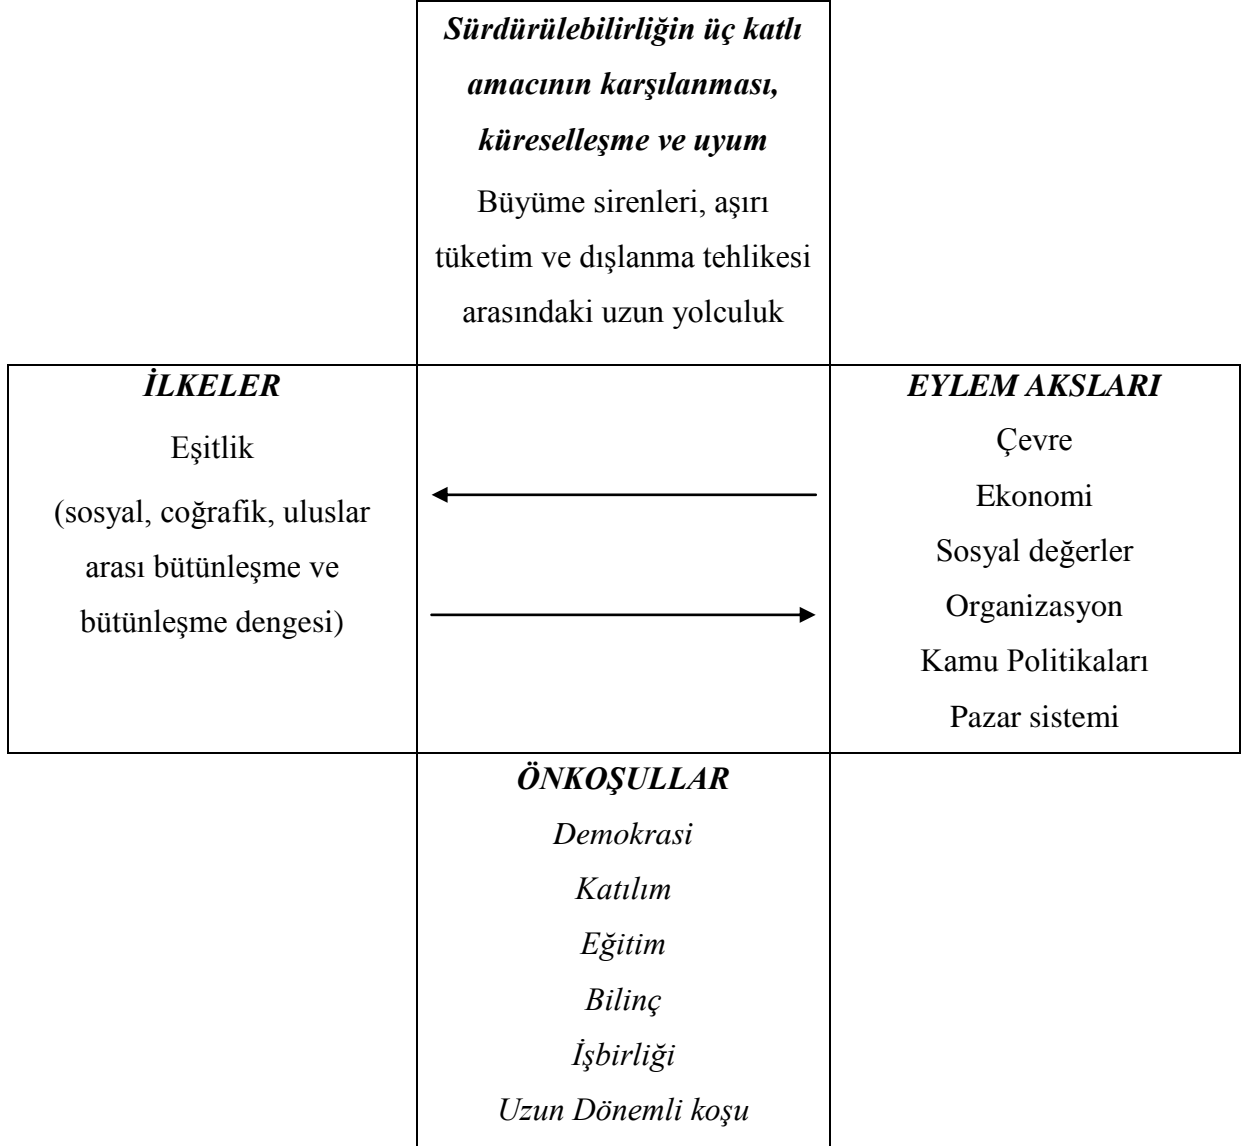 Sürdürülebilirliğin üç katlı
amacının karşılanması,
küreselleşme ve uyum
Büyüme sirenleri, aşırı
tüketim ve dışlanma tehlikesi
arasındaki uzun yolculuk
İLKELER
Eşitlik
(sosyal, coğrafik, uluslar
arası bütünleşme ve
bütünleşme dengesi)
EYLEM AKSLARI
Çevre
Ekonomi
Sosyal değerler
Organizasyon
Kamu Politikaları
Pazar sistemi
ÖNKOŞULLAR
Demokrasi
Katılım
Eğitim
Bilinç
İşbirliği
Uzun Dönemli koşu